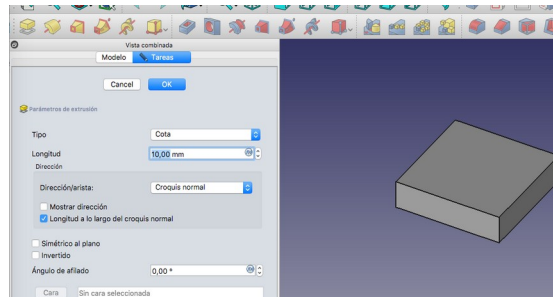 Vista combinada
Modelo Tareas
Cancel OK
Parámetros de extrusión
Tipo Cota
Longitud 10,00 mm
Dirección
Dirección/arista: Croquis normal
Mostrar dirección
Longitud a lo largo del croquis normal
Simétrico al plano
Invertido
Ángulo de afilado 0,00 °
Cara Sin cara seleccionada